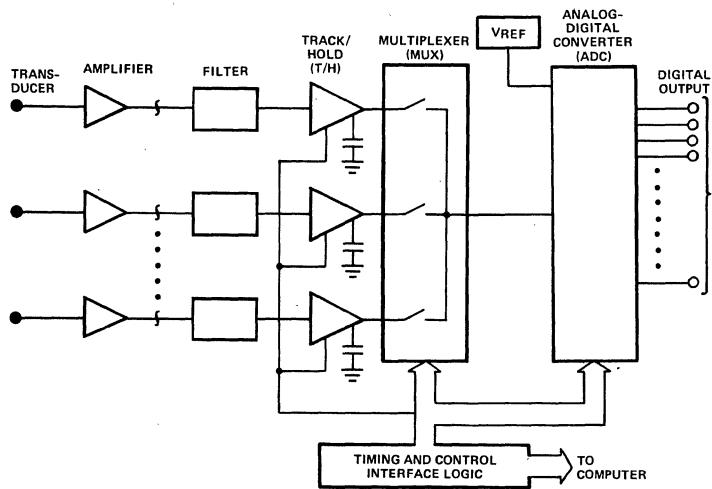 TRANS-
DUCER
AMPLIFIER
FILTER
TRACK/
HOLD
(T/H)
MULTIPLEXER
(MUX)
VREF
ANALOG-
DIGITAL
CONVERTER
(ADC)
DIGITAL
OUTPUT
TIMING AND CONTROL
INTERFACE LOGIC
TO
COMPUTER